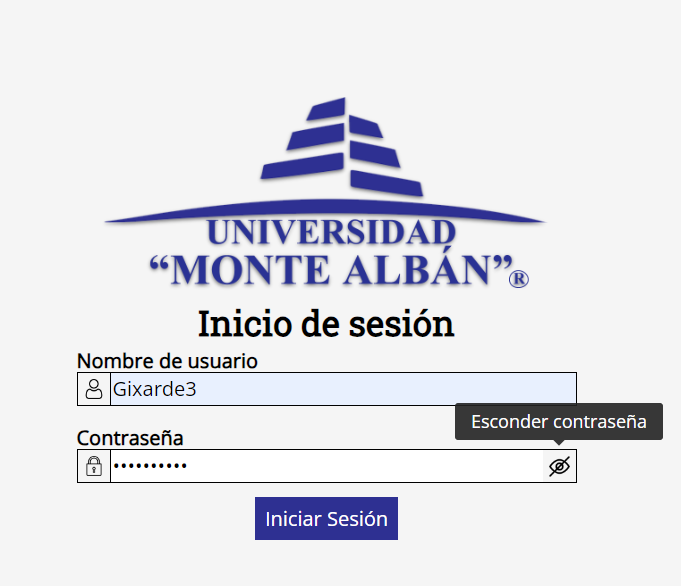 UNIVERSIDAD
“MONTE ALBÁN”®
Inicio de sesión
Nombre de usuario
Gixarde3
Esconder contraseña
Contraseña
••••••••••
Iniciar Sesión